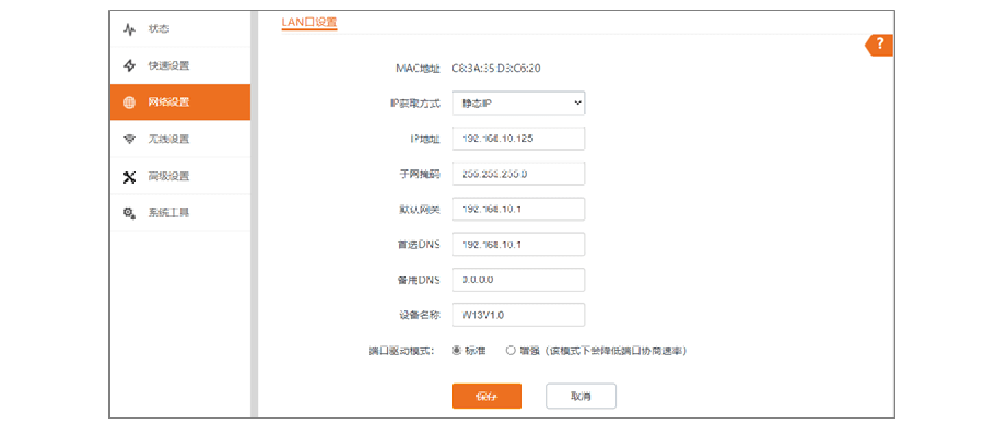 状态
快速设置
网络设置
无线设置
高级设置
系统工具
LAN口设置
?
MAC地址 C8:3A:35:D3:C6:20
IP获取方式 静态IP
IP地址 192.168.10.125
子网掩码 255.255.255.0
默认网关 192.168.10.1
首选DNS 192.168.10.1
备用DNS 0.0.0.0
设备名称 W13V1.0
端口驱动模式： 标准 增强（该模式下会降低端口协商速率）
保存 取消